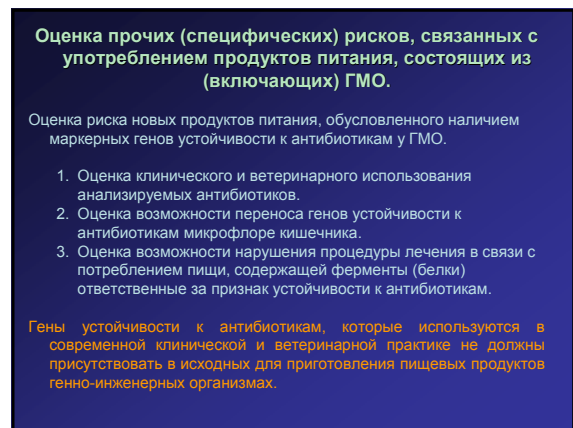 Оценка прочих (специфических) рисков, связанных с
употреблением продуктов питания, состоящих из
(включающих) ГМО.
Оценка риска новых продуктов питания, обусловленного наличием
маркерных генов устойчивости к антибиотикам у ГМО.
1. Оценка клинического и ветеринарного использования
анализируемых антибиотиков.
2. Оценка возможности переноса генов устойчивости к
антибиотикам микрофлоре кишечника.
3. Оценка возможности нарушения процедуры лечения в связи с
потреблением пищи, содержащей ферменты (белки)
ответственные за признак устойчивости к антибиотикам.
Гены устойчивости к антибиотикам, которые используются в
современной клинической и ветеринарной практике не должны
присутствовать в исходных для приготовления пищевых продуктов
генно-инженерных организмах.